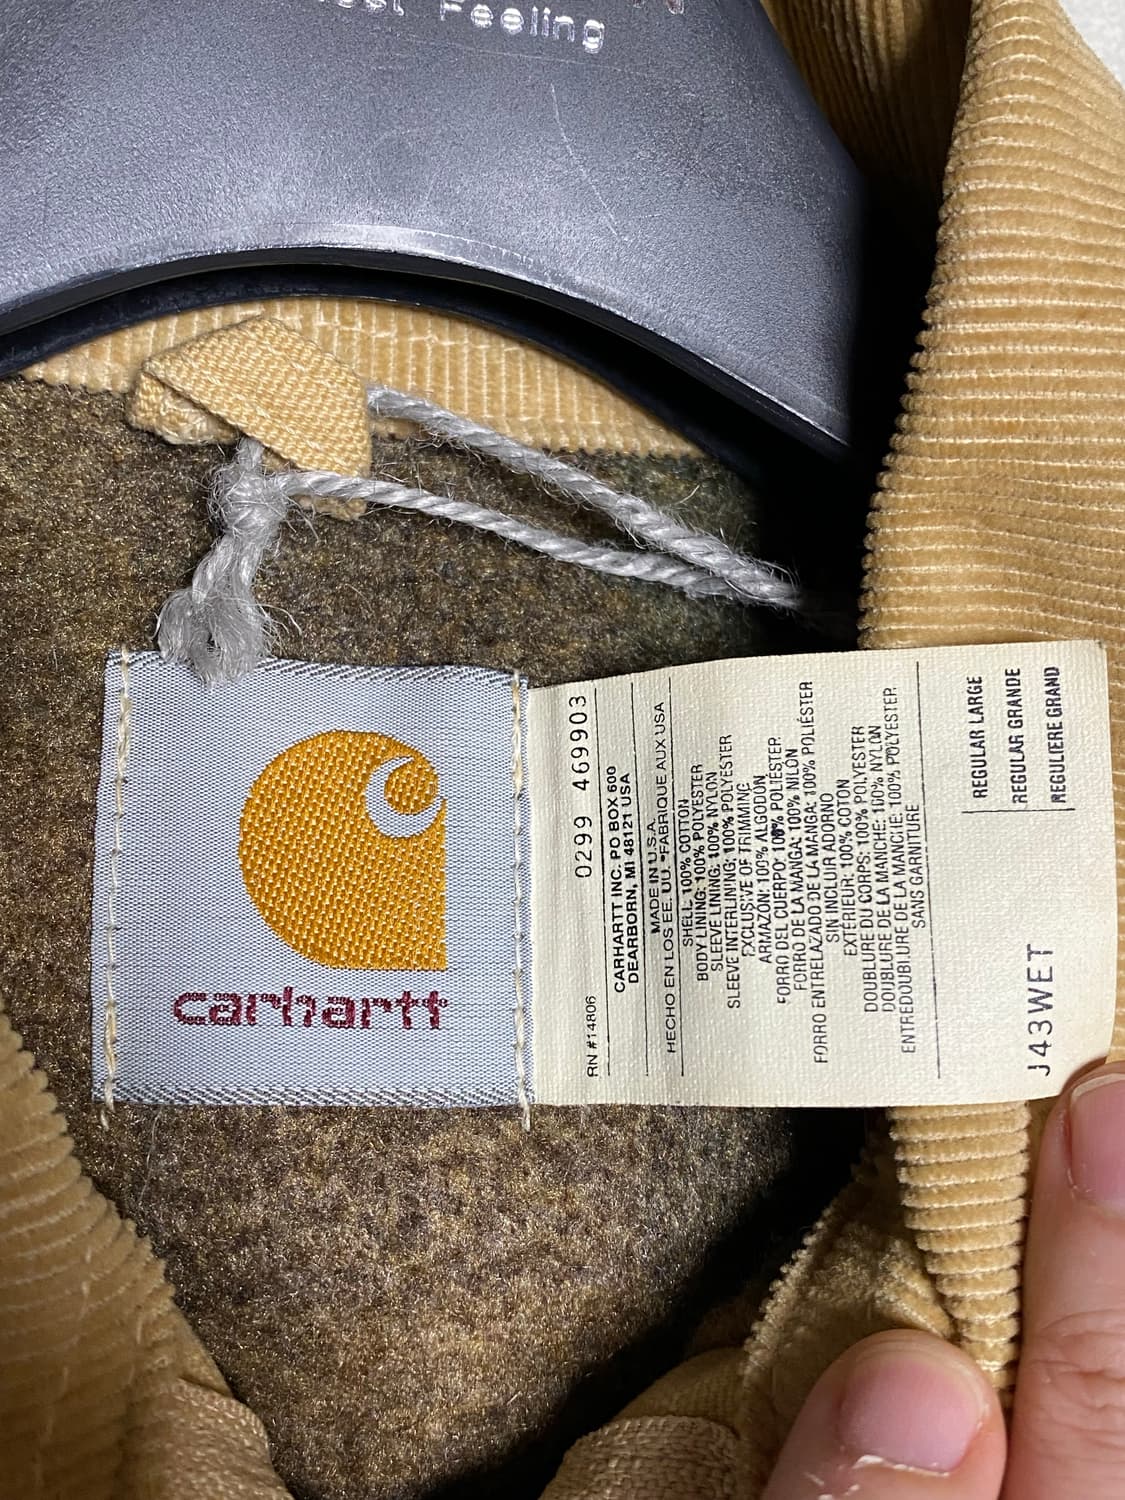 Feeling
carhartt
0299 469903
RN #14806
CARHARTT INC. PO BOX 600
DEARBORN, MI 48121 USA
MADE IN U.S.A.
HECHO EN LOS EE. UU. •FABRIQUE AUX USA
SHELL 100% COTTON
BODY LINING: 100% POLYESTER
SLEEVE LINING: 100% NYLON
SLEEVE INTERLINING: 100% POLYESTER
EXCLUSIVE OF TRIMMING
ARMAZON: 100% ALGODON
FORRO DEL CUERPO: 100% POLIESTER
FORRO DE LA MANGA: 100% NILÓN
FORRO ENTRELAZADO DE LA MANGA: 100% POLIÉSTER
SIN INCLUIR ADORNO
EXTERIEUR: 100% COTON
DOUBLURE DU CORPS: 100% POLYESTER
DOUBLURE DE LA MANCHE: 100% NYLON
ENTREDOUBLURE DE LA MANCHE: 100% POLYESTER
SANS GARNITURE
REGULAR LARGE
REGULAR GRANDE
REGULIERE GRAND
J43WET